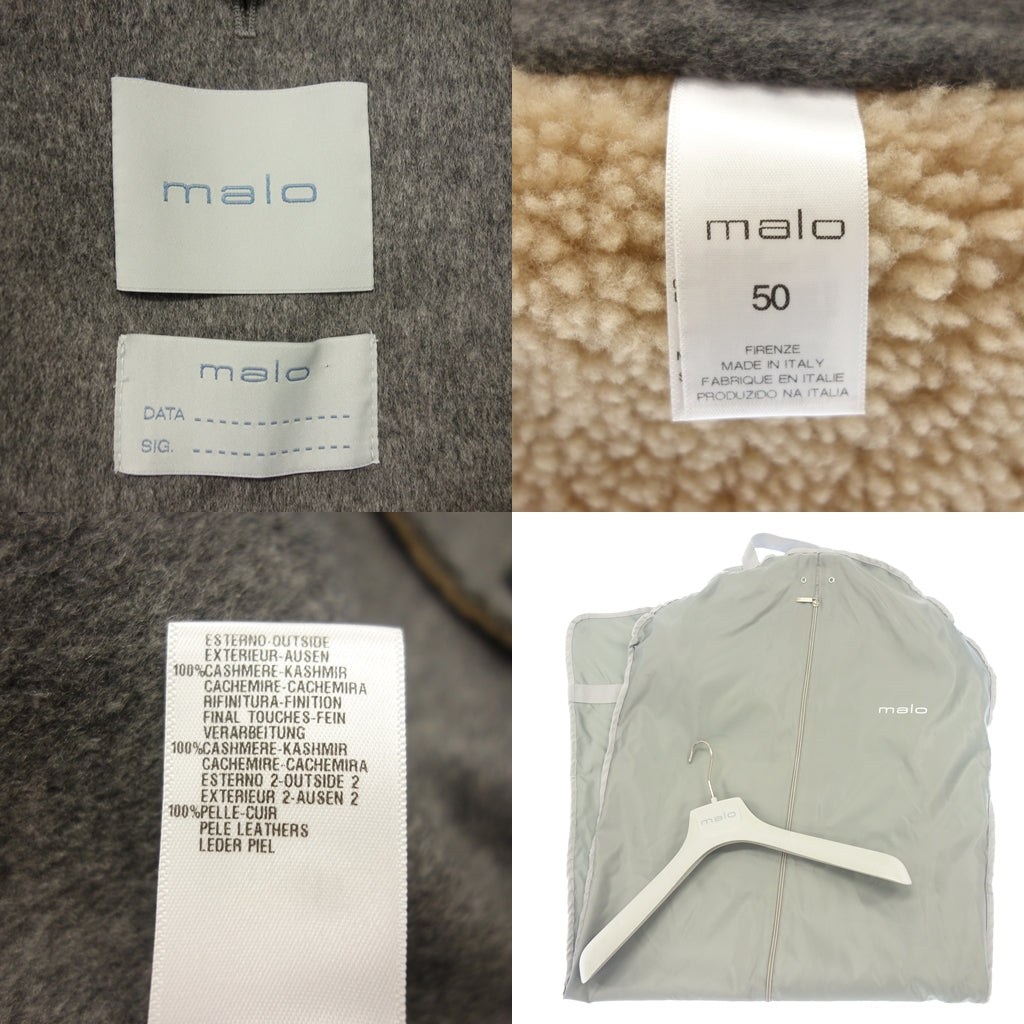 malo
malo
DATA
SIG.
malo
50
FIRENZE
MADE IN ITALY
FABRIQUE EN ITALIE
PRODUZIDO NA ITALIA
ESTERNO-OUTSIDE
EXTERIEUR-AUSEN
100%CASHMERE-KASHMIR
CACHEMIRE-CACHEMIRA
RIFINITURA-FINITION
FINAL TOUCHES-FEIN
VERARBEITUNG
100%CASHMERE-KASHMIR
CACHEMIRE-CACHEMIRA
ESTERNO 2-OUTSIDE 2
EXTERIEUR 2-AUSEN 2
100%PELLE-CUIR
PELE LEATHERS
LEDER PIEL
malo
malo